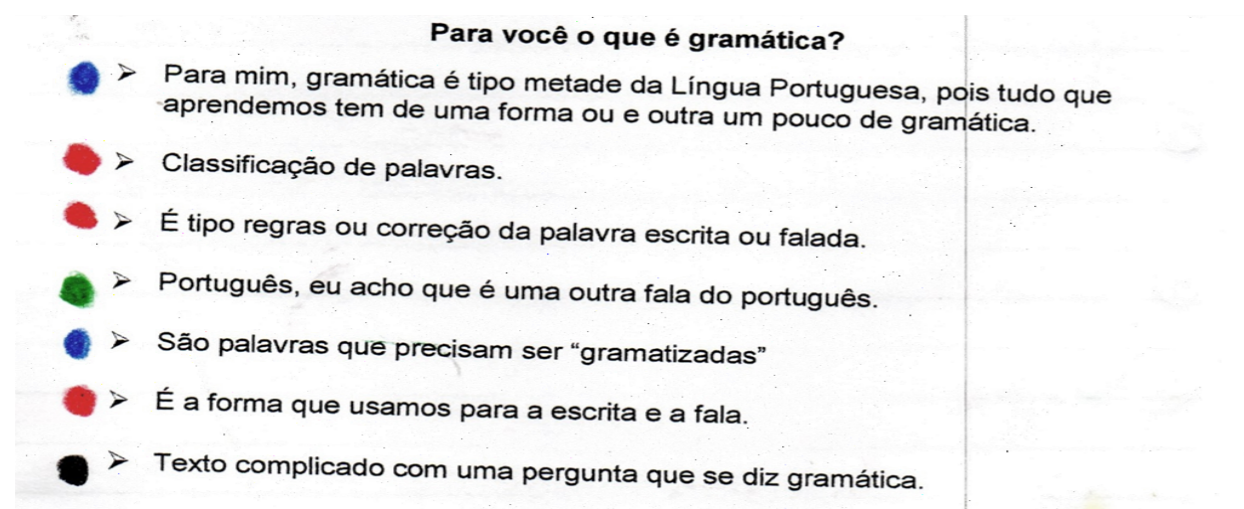 Para você o que é gramática?
➢ Para mim, gramática é tipo metade da Língua Portuguesa, pois tudo que
aprendemos tem de uma forma ou e outra um pouco de gramática.
➢ Classificação de palavras.
➢ É tipo regras ou correção da palavra escrita ou falada.
➢ Português, eu acho que é uma outra fala do português.
➢ São palavras que precisam ser “gramatizadas”
➢ É a forma que usamos para a escrita e a fala.
➢ Texto complicado com uma pergunta que se diz gramática.